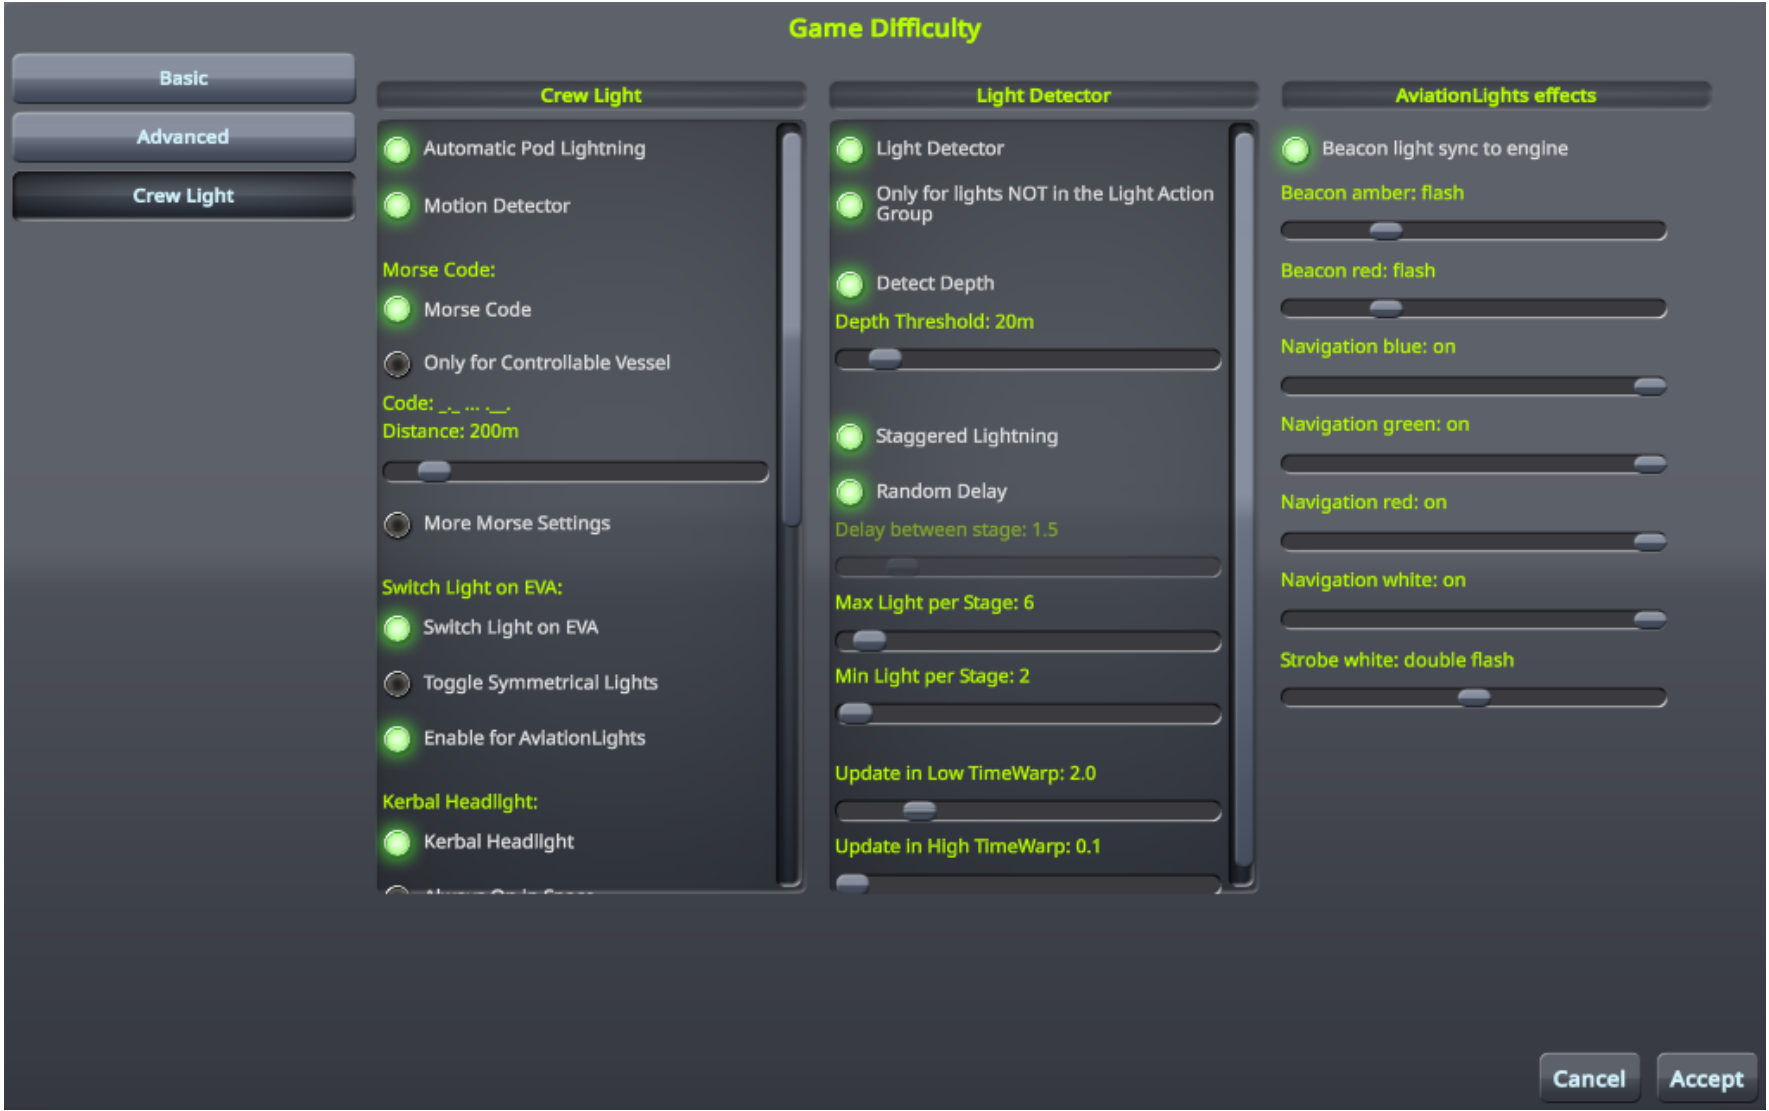 Game Difficulty
Basic
Advanced
Crew Light
Crew Light
Automatic Pod Lightning
Motion Detector
Morse Code:
Morse Code
Only for Controllable Vessel
Code: _._ ... .__.
Distance: 200m
More Morse Settings
Switch Light on EVA:
Switch Light on EVA
Toggle Symmetrical Lights
Enable for AviationLights
Kerbal Headlight:
Kerbal Headlight
Light Detector
Light Detector
Only for lights NOT in the Light Action
Group
Detect Depth
Depth Threshold: 20m
Staggered Lightning
Random Delay
Delay between stage: 1.5
Max Light per Stage: 6
Min Light per Stage: 2
Update in Low TimeWarp: 2.0
Update in High TimeWarp: 0.1
AviationLights effects
Beacon light sync to engine
Beacon amber: flash
Beacon red: flash
Navigation blue: on
Navigation green: on
Navigation red: on
Navigation white: on
Strobe white: double flash
Cancel
Accept